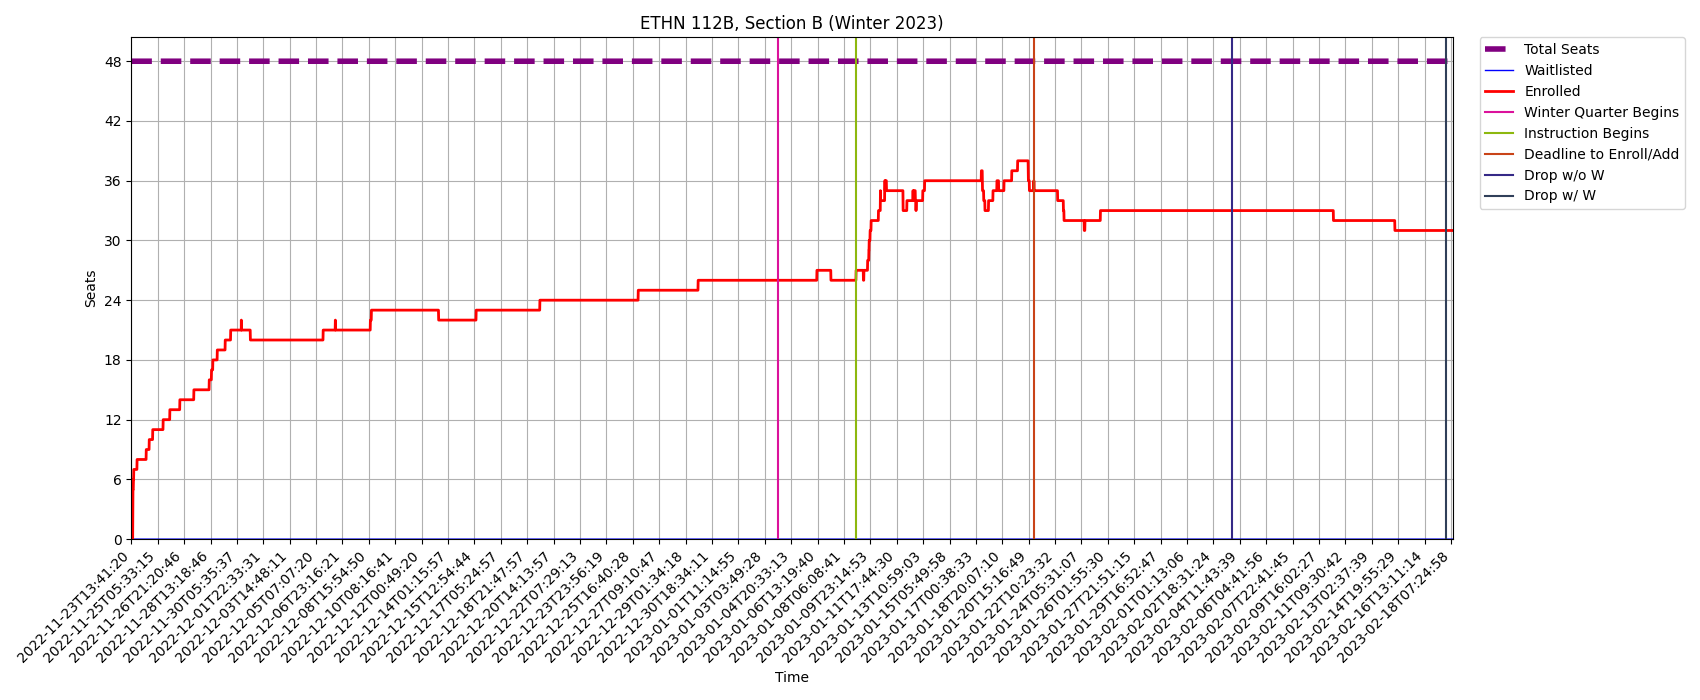 ETHN 112B, Section B (Winter 2023)
Total Seats
Waitlisted
Enrolled
Winter Quarter Begins
Instruction Begins
Deadline to Enroll/Add
Drop w/o W
Drop w/ W
Seats
48
42
36
30
24
18
12
6
0
2022-11-23T13:41:20
2022-11-25T05:33:15
2022-11-26T21:20:46
2022-11-28T13:18:46
2022-11-30T05:35:37
2022-12-01T22:33:31
2022-12-03T14:48:11
2022-12-05T07:07:20
2022-12-06T23:16:21
2022-12-08T15:54:50
2022-12-10T08:16:41
2022-12-12T00:49:20
2022-12-14T01:15:57
2022-12-15T12:54:44
2022-12-17T05:24:57
2022-12-18T21:47:57
2022-12-20T14:13:57
2022-12-22T07:29:13
2022-12-23T23:56:19
2022-12-25T16:40:28
2022-12-27T09:10:47
2022-12-29T01:34:18
2022-12-30T18:34:11
2023-01-01T11:14:55
2023-01-03T03:49:28
2023-01-04T20:33:13
2023-01-06T13:19:40
2023-01-08T06:08:41
2023-01-09T23:14:53
2023-01-11T17:44:30
2023-01-13T10:59:03
2023-01-15T05:49:58
2023-01-17T00:38:33
2023-01-18T20:07:10
2023-01-20T15:16:49
2023-01-22T10:23:32
2023-01-24T05:31:07
2023-01-26T01:55:30
2023-01-27T21:51:15
2023-01-29T16:52:47
2023-02-01T01:13:06
2023-02-02T18:31:24
2023-02-04T11:43:39
2023-02-06T04:41:56
2023-02-07T22:41:45
2023-02-09T16:02:27
2023-02-11T09:30:42
2023-02-13T02:37:39
2023-02-14T19:55:29
2023-02-16T13:11:14
2023-02-18T07:24:58
Time